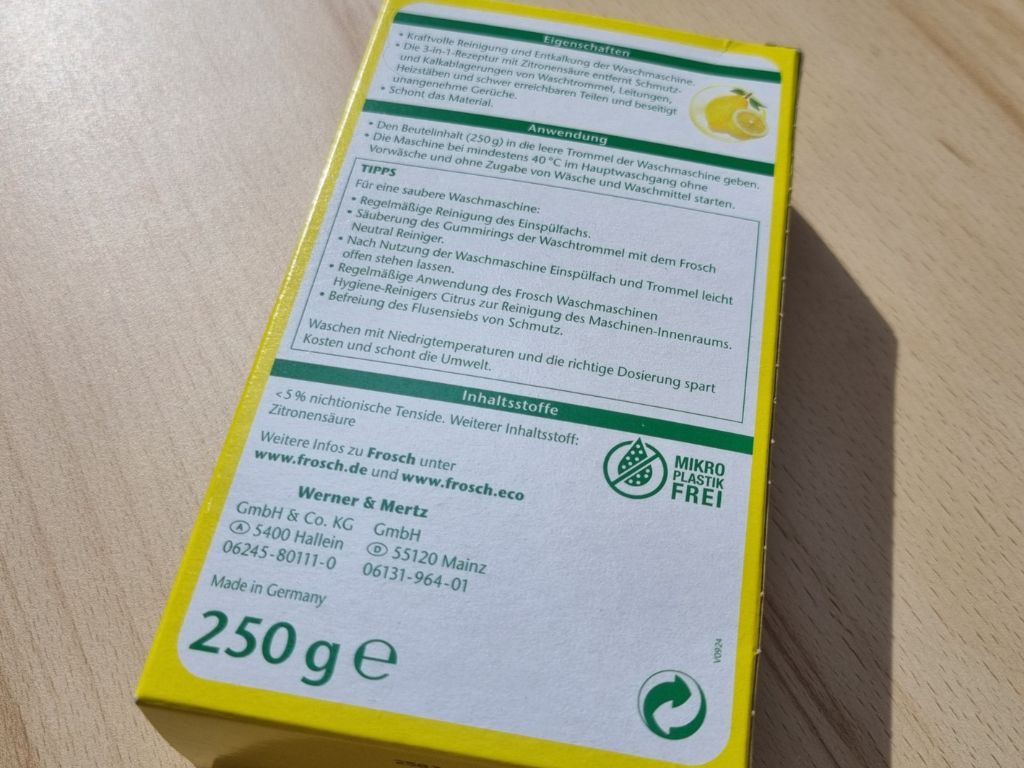 Eigenschaften
• Kraftvolle Reinigung und Entkalkung der Waschmaschine.
• Die 3-in-1-Rezeptur mit Zitronensäure entfernt Schmutz-
und Kalkablagerungen von Waschtrommel, Leitungen,
Heizstäben und schwer erreichbaren Teilen und beseitigt
unangenehme Gerüche.
• Schont das Material.
Anwendung
• Den Beutelinhalt (250 g) in die leere Trommel der Waschmaschine geben.
• Die Maschine bei mindestens 40 °C im Hauptwaschgang ohne
Vorwäsche und ohne Zugabe von Wäsche und Waschmittel starten.
TIPPS
Für eine saubere Waschmaschine:
• Regelmäßige Reinigung des Einspülfachs.
• Säuberung des Gummirings der Waschtrommel mit dem Frosch
Neutral Reiniger.
• Nach Nutzung der Waschmaschine Einspülfach und Trommel leicht
offen stehen lassen.
• Regelmäßige Anwendung des Frosch Waschmaschinen
Hygiene-Reinigers Citrus zur Reinigung des Maschinen-Innenraums.
• Befreiung des Flusensiebs von Schmutz.
Waschen mit Niedrigtemperaturen und die richtige Dosierung spart
Kosten und schont die Umwelt.
Inhaltsstoffe
< 5 % nichtionische Tenside. Weiterer Inhaltsstoff:
Zitronensäure
MIKRO
PLASTIK
FREI
Weitere Infos zu Frosch unter
www.frosch.de und www.frosch.eco
Werner & Mertz
GmbH & Co. KG GmbH
A 5400 Hallein D 55120 Mainz
06245-80111-0 06131-964-01
Made in Germany
250 g ℮
V0924